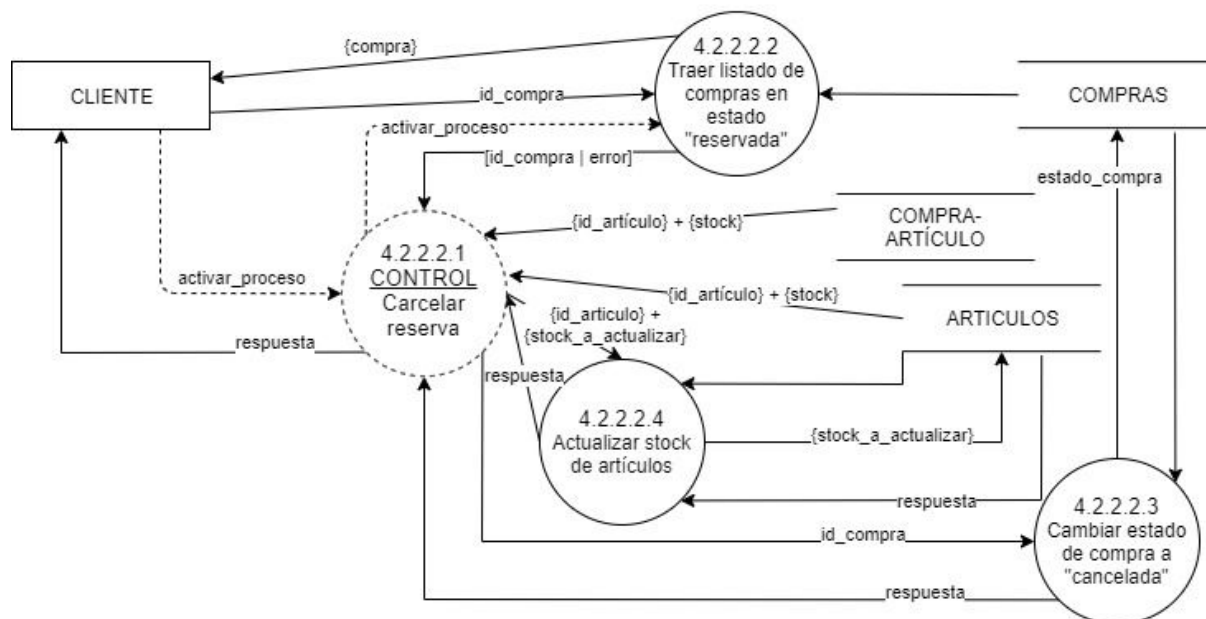 {compra}
4.2.2.2.2
Traer listado de
compras en
estado
"reservada"
CLIENTE
COMPRAS
id_compra
activar_proceso
[id_compra | error]
estado_compra
{id_artículo} + {stock}
COMPRA-
ARTÍCULO
4.2.2.2.1
CONTROL
Carcelar
reserva
activar_proceso
{id_artículo} + {stock}
ARTICULOS
{id_articulo} +
{stock_a_actualizar}
respuesta
respuesta
4.2.2.2.4
Actualizar stock
de artículos
{stock_a_actualizar}
respuesta
4.2.2.2.3
Cambiar estado
de compra a
"cancelada"
id_compra
respuesta